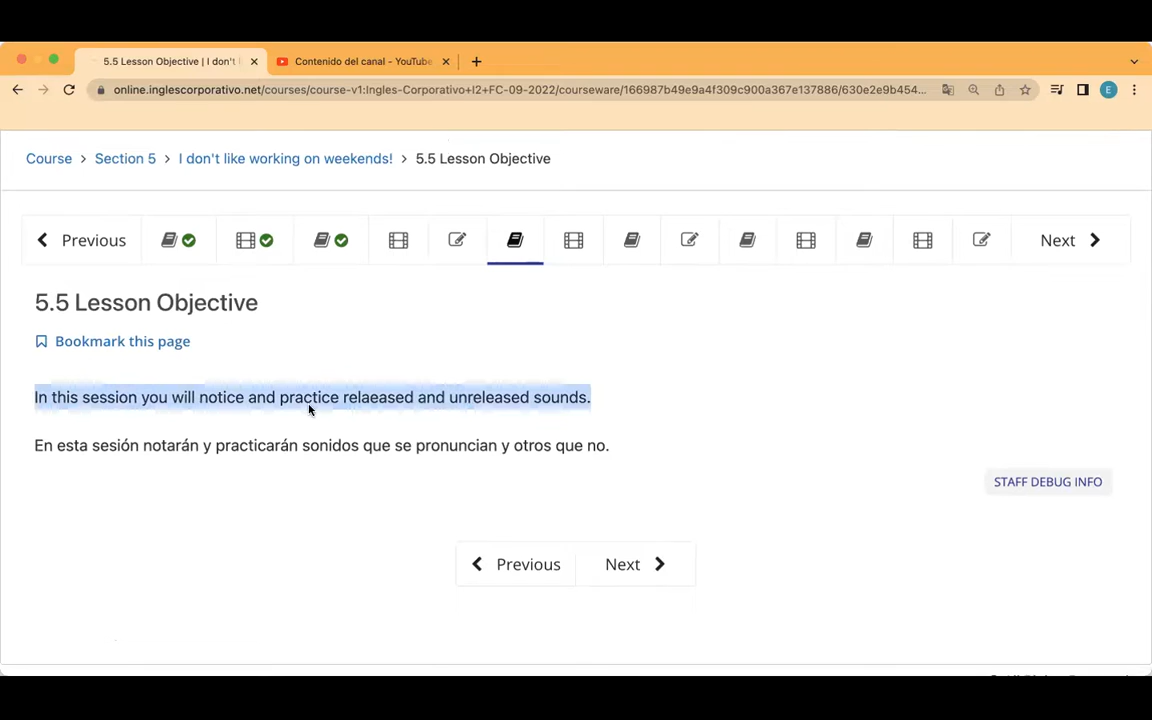 5.5 Lesson Objective | I don't l
Contenido del canal - YouTube
online.inglescorporativo.net/courses/course-v1:Ingles-Corporativo+I2+FC-09-2022/courseware/166987b49e9a4f309c900a367e137886/630e2e9b454...
E
Course > Section 5 > I don't like working on weekends! > 5.5 Lesson Objective
Previous
Next
5.5 Lesson Objective
Bookmark this page
In this session you will notice and practice relaeased and unreleased sounds.
En esta sesión notarán y practicarán sonidos que se pronuncian y otros que no.
STAFF DEBUG INFO
Previous
Next